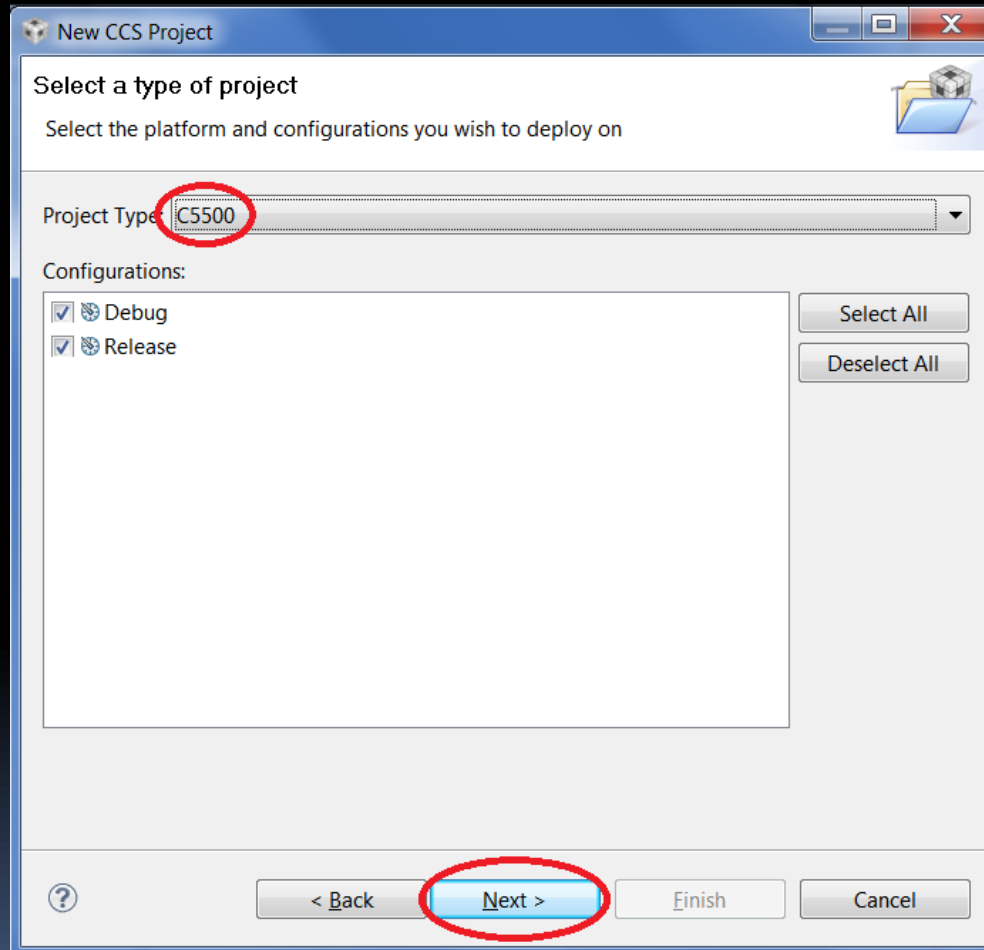 New CCS Project
Select a type of project
Select the platform and configurations you wish to deploy on
Project Type: C5500
Configurations:
Debug
Release
Select All
Deselect All
< Back
Next >
Finish
Cancel